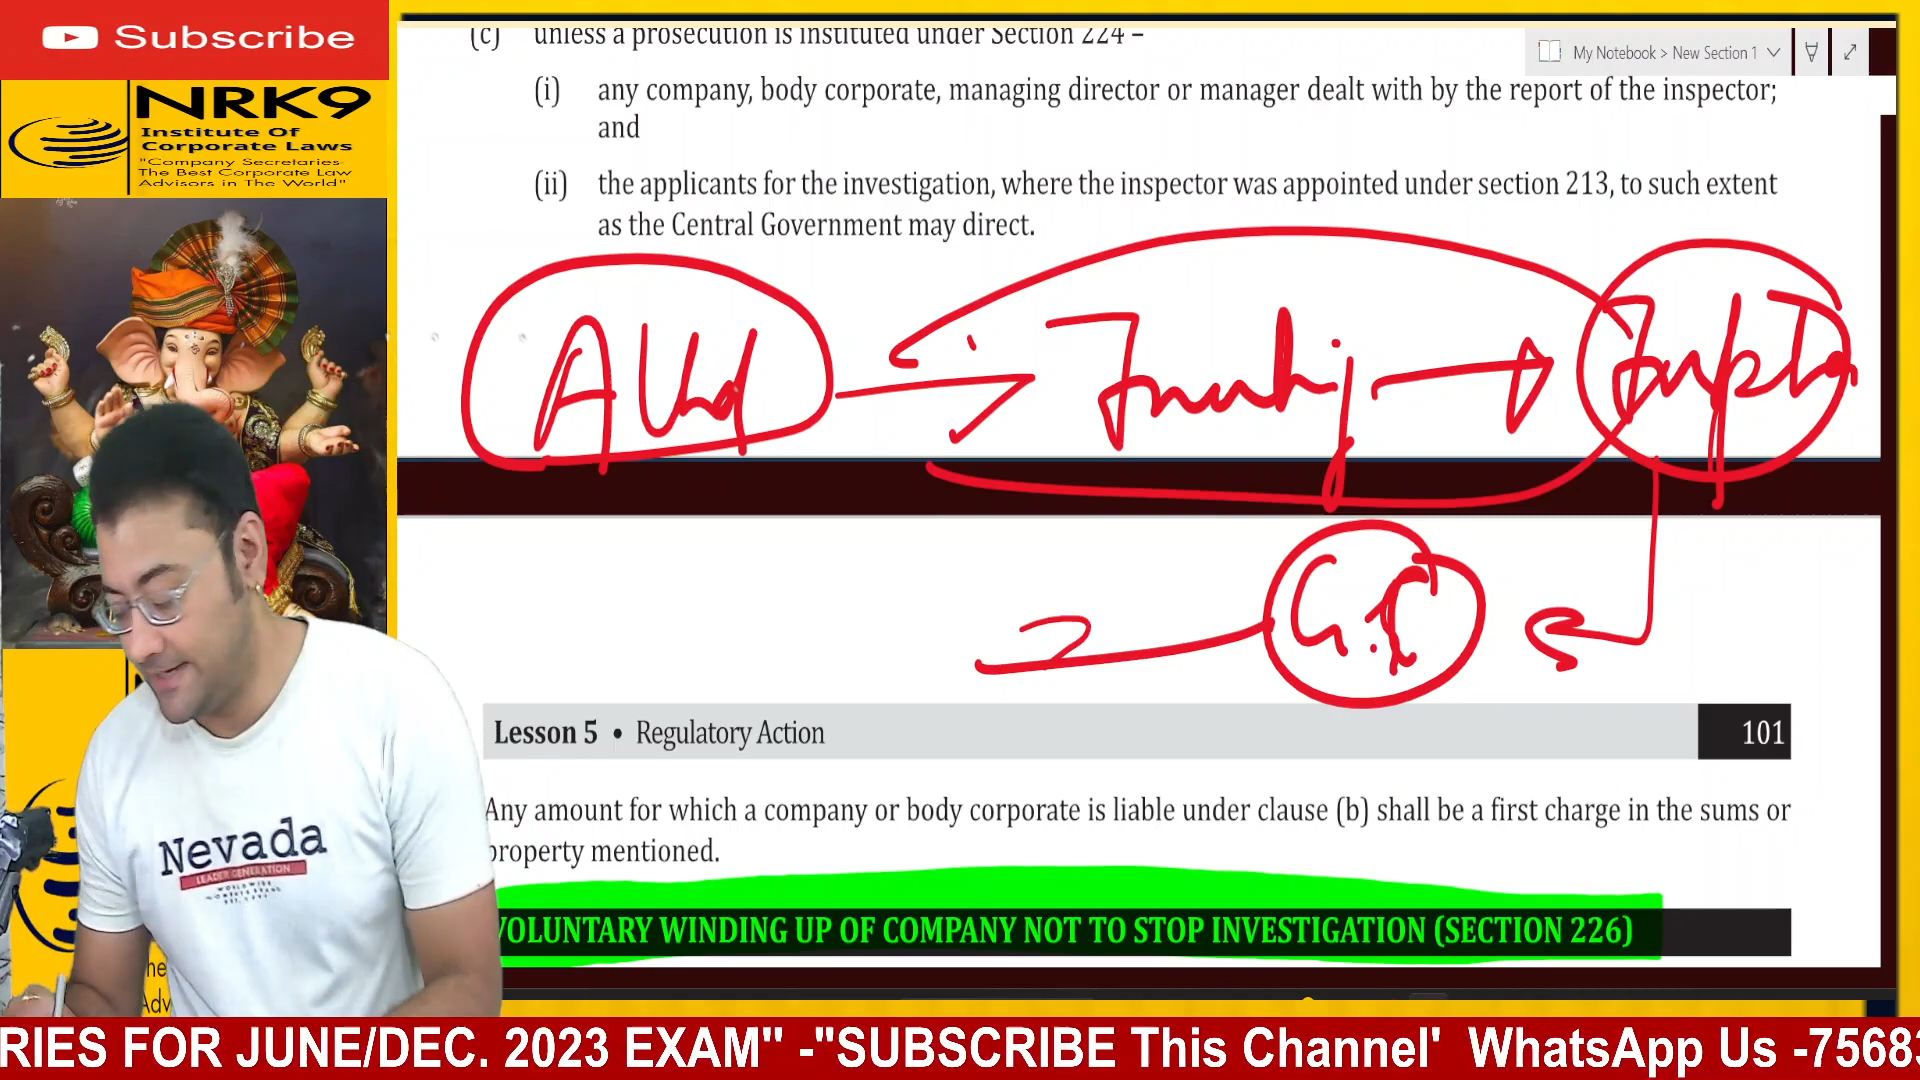 Subscribe
NRK9
Institute Of
Corporate Laws
"Company Secretaries-
The Best Corporate Law
Advisors in The World"
My Notebook > New Section 1
(c) unless a prosecution is instituted under Section 224 –
(i) any company, body corporate, managing director or manager dealt with by the report of the inspector;
and
(ii) the applicants for the investigation, where the inspector was appointed under section 213, to such extent
as the Central Government may direct.
Lesson 5 • Regulatory Action 101
Any amount for which a company or body corporate is liable under clause (b) shall be a first charge in the sums or
property mentioned.
VOLUNTARY WINDING UP OF COMPANY NOT TO STOP INVESTIGATION (SECTION 226)
Nevada
LEADER GENERATION
RIES FOR JUNE/DEC. 2023 EXAM" -"SUBSCRIBE This Channel' WhatsApp Us -7568